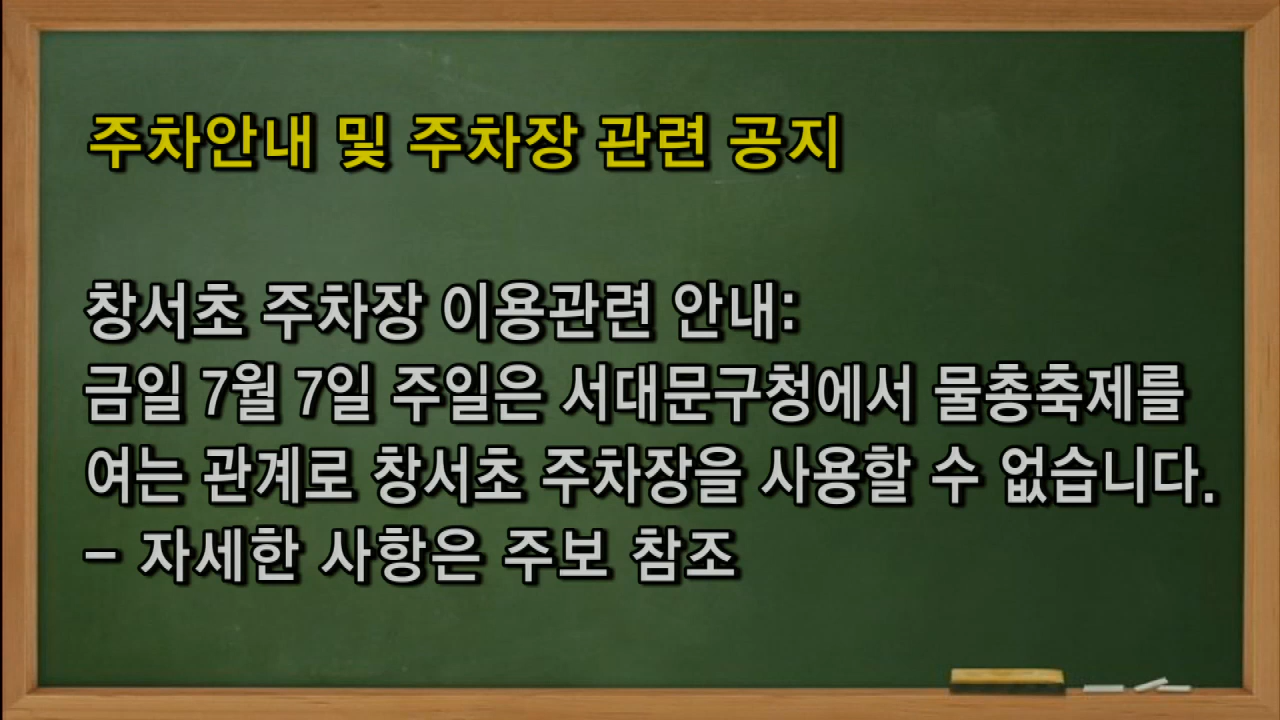 주차안내 및 주차장 관련 공지
창서초 주차장 이용관련 안내:
금일 7월 7일 주일은 서대문구청에서 물총축제를
여는 관계로 창서초 주차장을 사용할 수 없습니다.
- 자세한 사항은 주보 참조